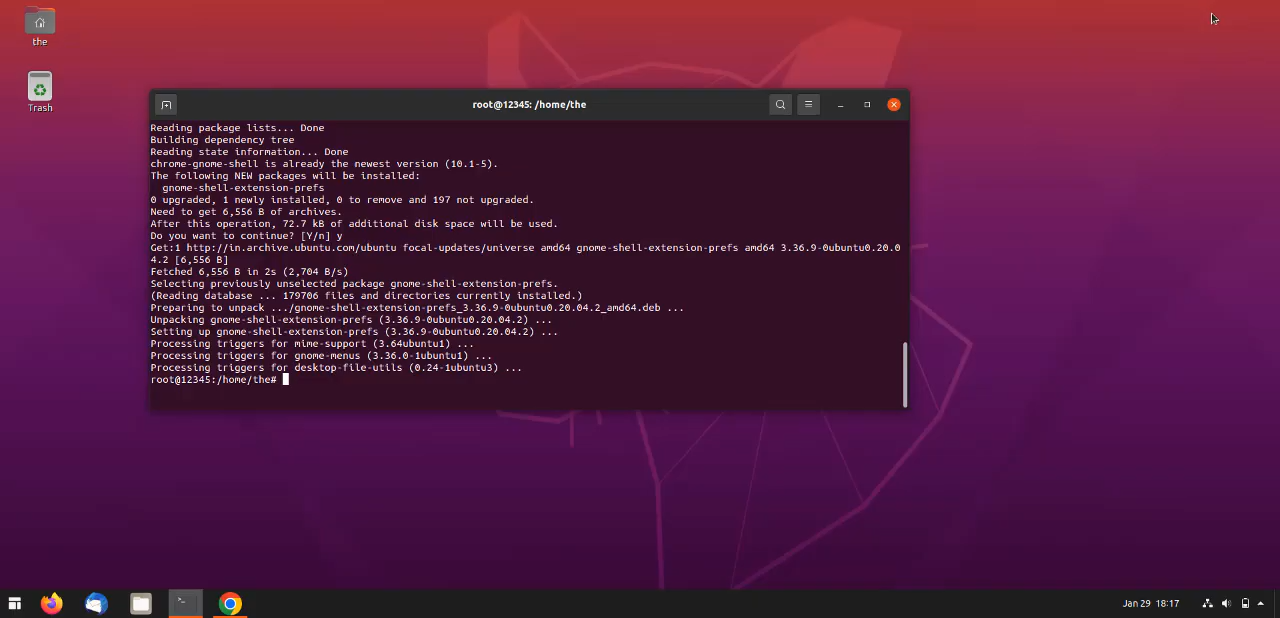 the
Trash
root@12345: /home/the
Reading package lists... Done
Building dependency tree
Reading state information... Done
chrome-gnome-shell is already the newest version (10.1-5).
The following NEW packages will be installed:
  gnome-shell-extension-prefs
0 upgraded, 1 newly installed, 0 to remove and 197 not upgraded.
Need to get 6,556 B of archives.
After this operation, 72.7 kB of additional disk space will be used.
Do you want to continue? [Y/n] y
Get:1 http://in.archive.ubuntu.com/ubuntu focal-updates/universe amd64 gnome-shell-extension-prefs amd64 3.36.9-0ubuntu0.20.0
4.2 [6,556 B]
Fetched 6,556 B in 2s (2,704 B/s)
Selecting previously unselected package gnome-shell-extension-prefs.
(Reading database ... 179706 files and directories currently installed.)
Preparing to unpack .../gnome-shell-extension-prefs_3.36.9-0ubuntu0.20.04.2_amd64.deb ...
Unpacking gnome-shell-extension-prefs (3.36.9-0ubuntu0.20.04.2) ...
Setting up gnome-shell-extension-prefs (3.36.9-0ubuntu0.20.04.2) ...
Processing triggers for mime-support (3.64ubuntu1) ...
Processing triggers for gnome-menus (3.36.0-1ubuntu1) ...
Processing triggers for desktop-file-utils (0.24-1ubuntu3) ...
root@12345:/home/the#
Jan 29 18:17